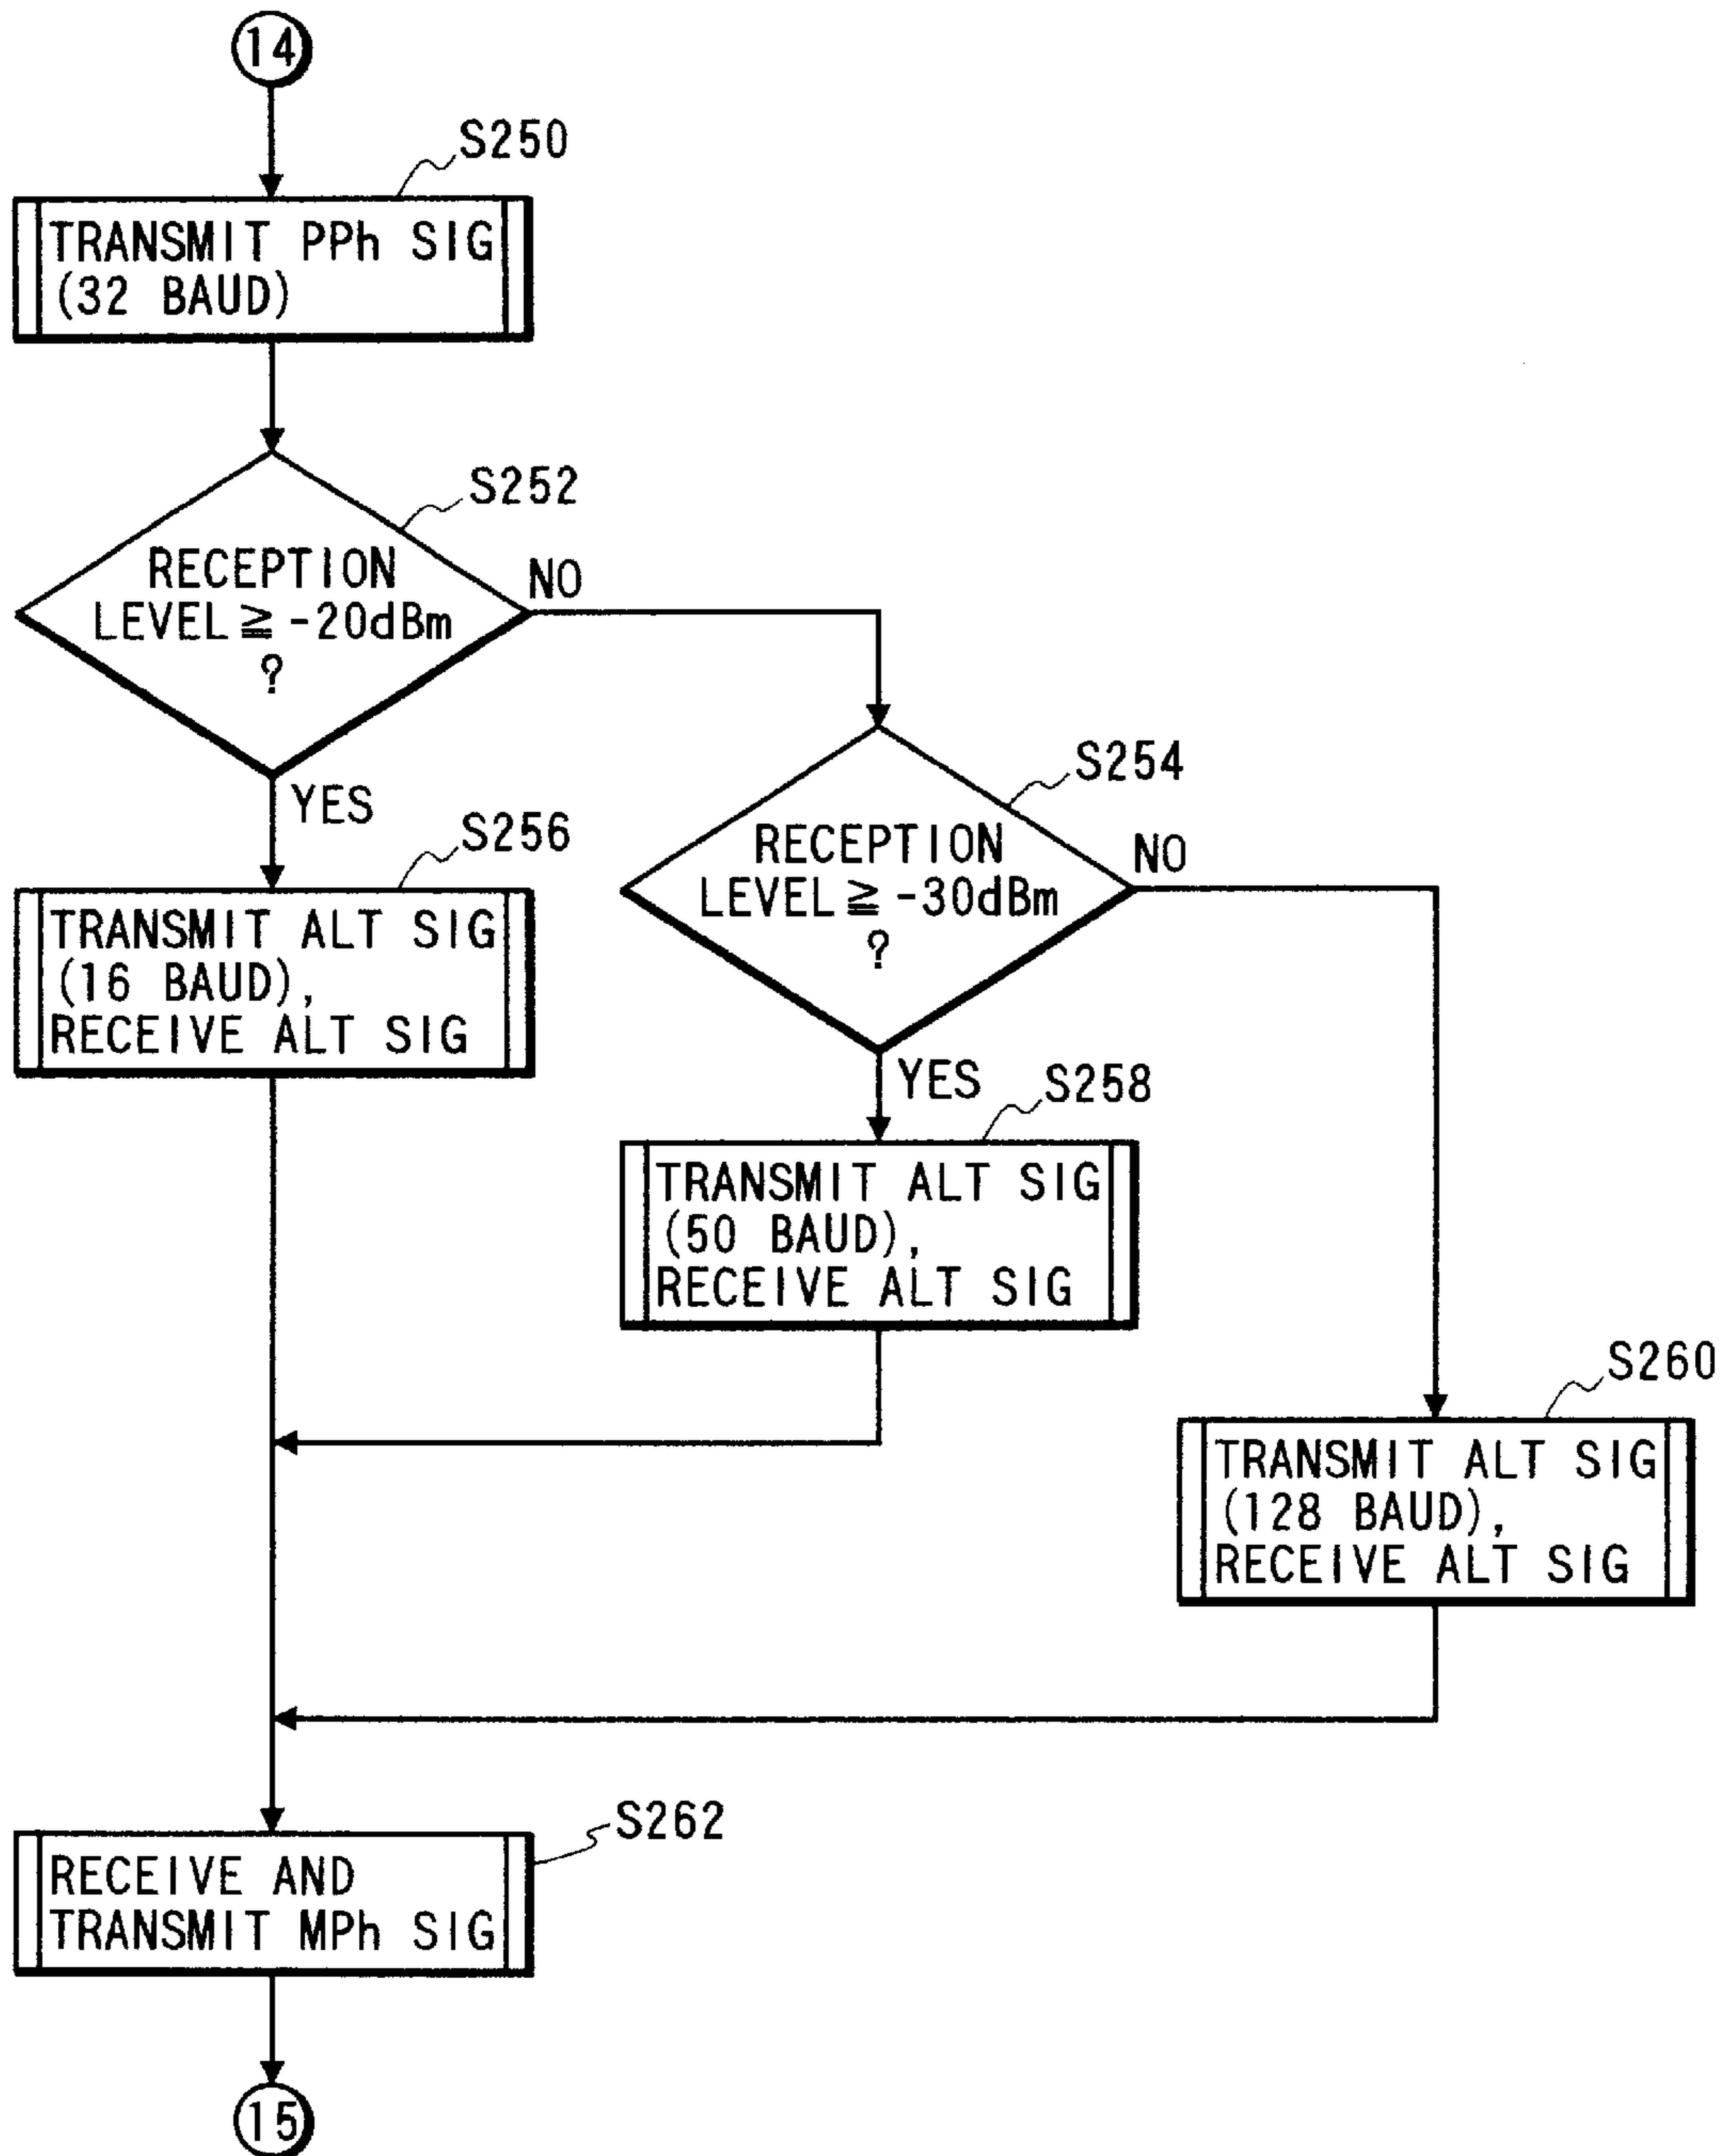 14
S250
TRANSMIT PPh SIG
(32 BAUD)
S252
RECEPTION
LEVEL ≧ -20dBm
?
NO
YES
S254
RECEPTION
LEVEL ≧ -30dBm
?
NO
YES
S256
TRANSMIT ALT SIG
(16 BAUD),
RECEIVE ALT SIG
S258
TRANSMIT ALT SIG
(50 BAUD),
RECEIVE ALT SIG
S260
TRANSMIT ALT SIG
(128 BAUD),
RECEIVE ALT SIG
S262
RECEIVE AND
TRANSMIT MPh SIG
15